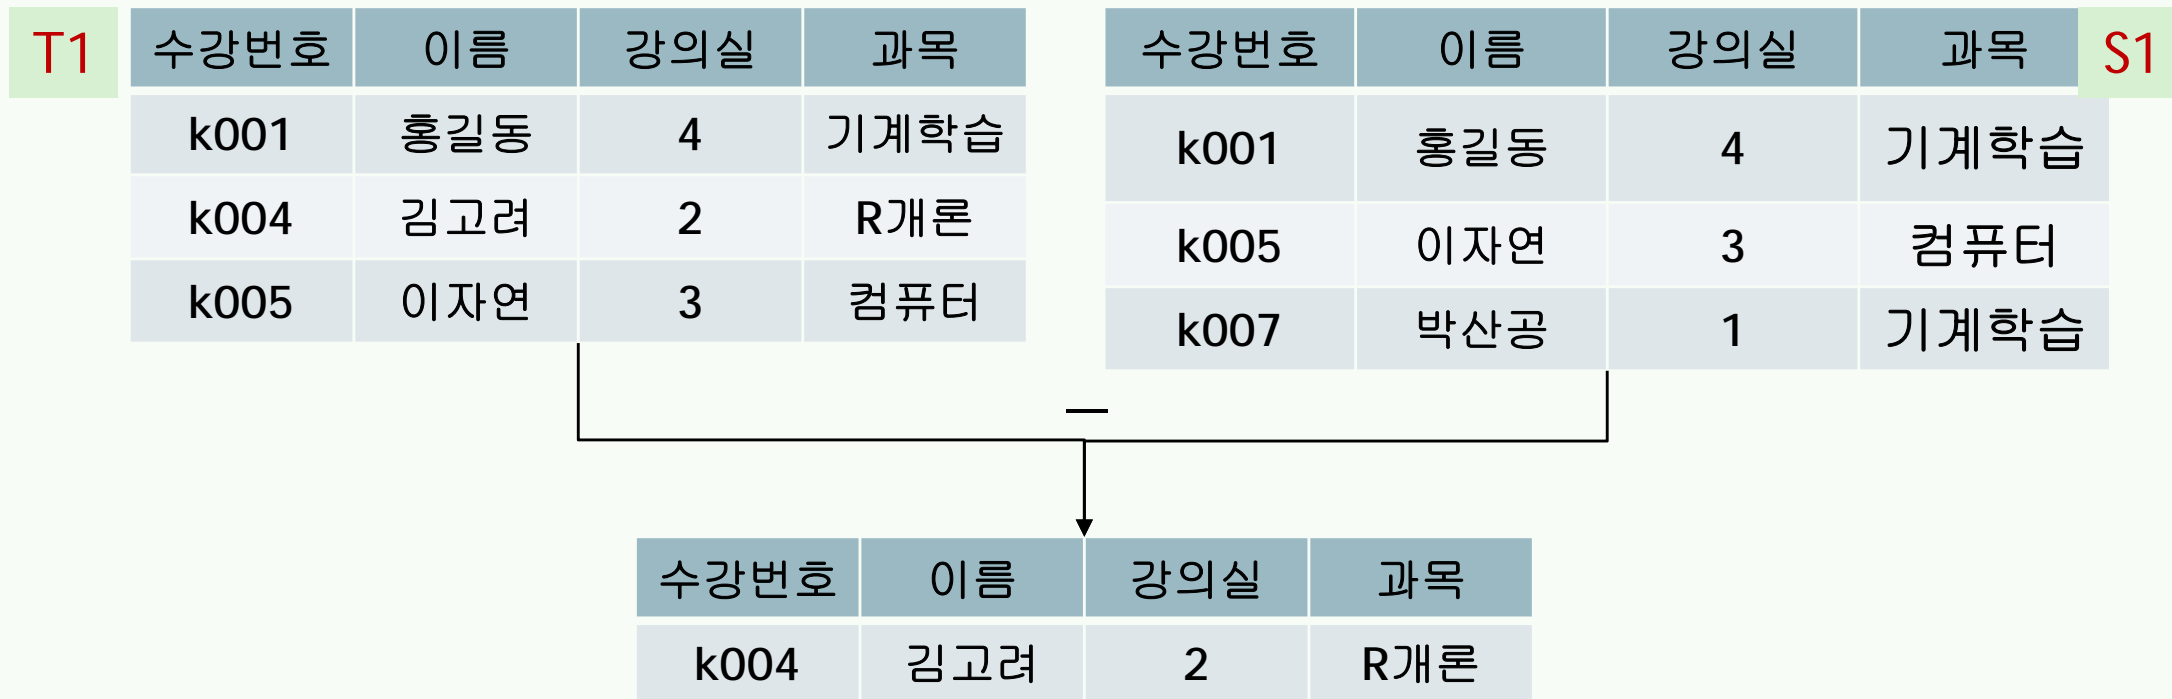 T1
수강번호 이름 강의실 과목
k001 홍길동 4 기계학습
k004 김고려 2 R개론
k005 이자연 3 컴퓨터
수강번호 이름 강의실 과목
S1
k001 홍길동 4 기계학습
k005 이자연 3 컴퓨터
k007 박산공 1 기계학습
—
수강번호 이름 강의실 과목
k004 김고려 2 R개론